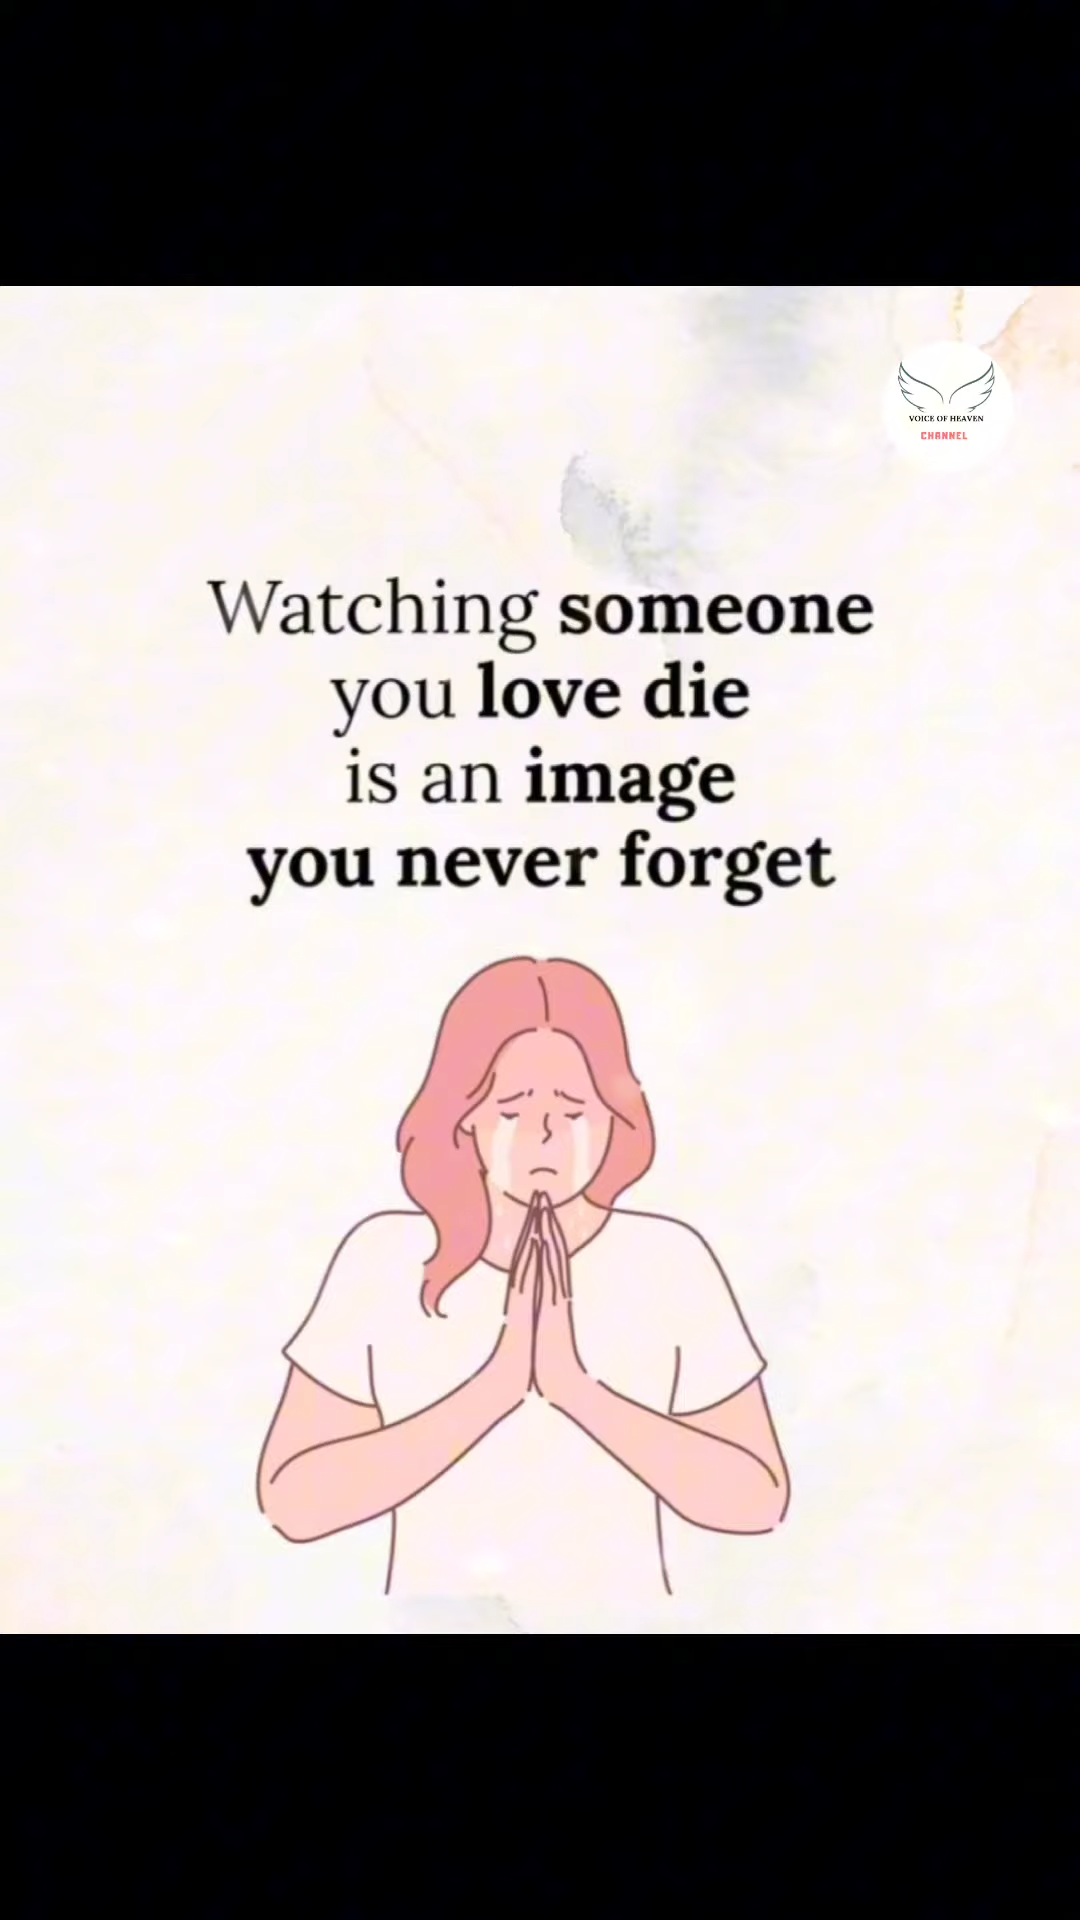 VOICE OF HEAVEN
CHANNEL
Watching someone
you love die
is an image
you never forget